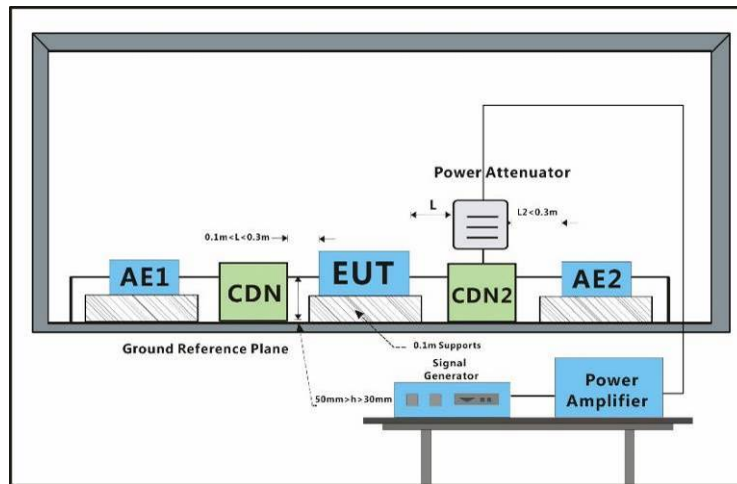 Power Attenuator
L
L2<0.3m
0.1m<L<0.3m
AE1
CDN
EUT
CDN2
AE2
Ground Reference Plane
0.1m Supports
50mm>h>30mm
Signal
Generator
Power
Amplifier